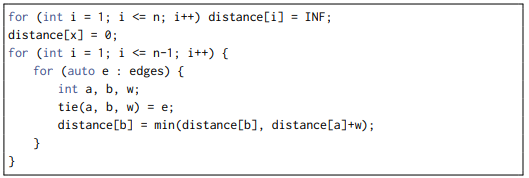 for (int i = 1; i <= n; i++) distance[i] = INF;
distance[x] = 0;
for (int i = 1; i <= n-1; i++) {
    for (auto e : edges) {
        int a, b, w;
        tie(a, b, w) = e;
        distance[b] = min(distance[b], distance[a]+w);
    }
}